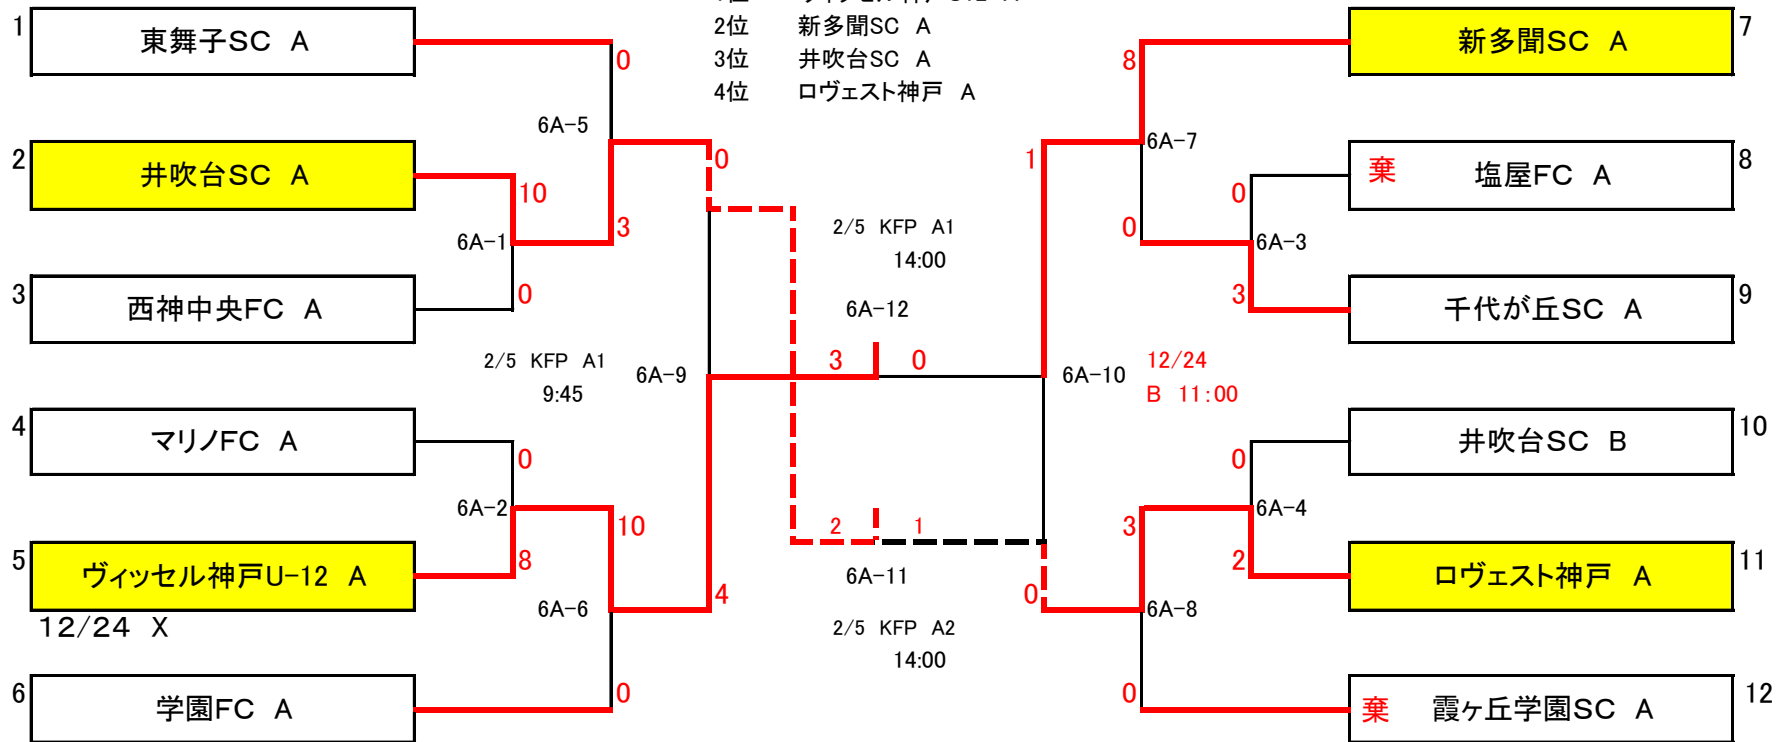 2位 新多聞SC A
3位 井吹台SC A
4位 ロヴェスト神戸 A
1 東舞子SC A
0
6A-5
2 井吹台SC A
10
0
3
6A-1
0
3 西神中央FC A
2/5 KFP A1
9:45
6A-9
4 マリノFC A
0
6A-2
10
8
5 ヴィッセル神戸U-12 A
12/24 X
6A-6
4
0
6 学園FC A
2/5 KFP A1
14:00
6A-12
3 0
2 1
6A-11
2/5 KFP A2
14:00
新多聞SC A 7
8
6A-7
1
棄 塩屋FC A 8
0
0
6A-3
3
千代が丘SC A 9
6A-10
12/24
B 11:00
井吹台SC B 10
0
6A-4
3
2
ロヴェスト神戸 A 11
0
6A-8
0
棄 霞ヶ丘学園SC A 12